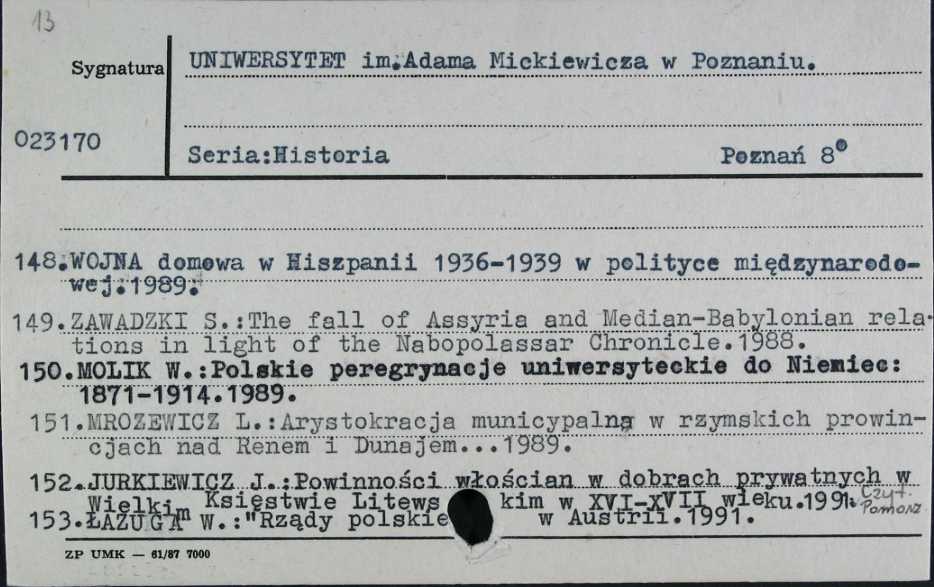 13
Sygnatura
UNIWERSYTET im.Adama Mickiewicza w Poznaniu.
023170
Seria:Historia Poznań 8°
148.WOJNA domowa w Hiszpanii 1936-1939 w polityce międzynarodo-
wej.1989.
149.ZAWADZKI S.:The fall of Assyria and Median-Babylonian rela-
tions in light of the Nabopolassar Chronicle.1988.
150.MOLIK W.:Polskie peregrynacje uniwersyteckie do Niemiec:
1871-1914.1989.
151.MROZEWICZ L.:Arystokracja municypalna w rzymskich prowin-
cjach nad Renem i Dunajem...1989.
152.JURKIEWICZ J.:Powinności włościan w dobrach prywatnych w
Wielkim Księstwie Litews kim w XVI-XVII wieku.1991. Czyt.
Pomorz
153.ŁAZUGA W.:"Rządy polskie w Austrii.1991.
ZP UMK — 61/87 7000